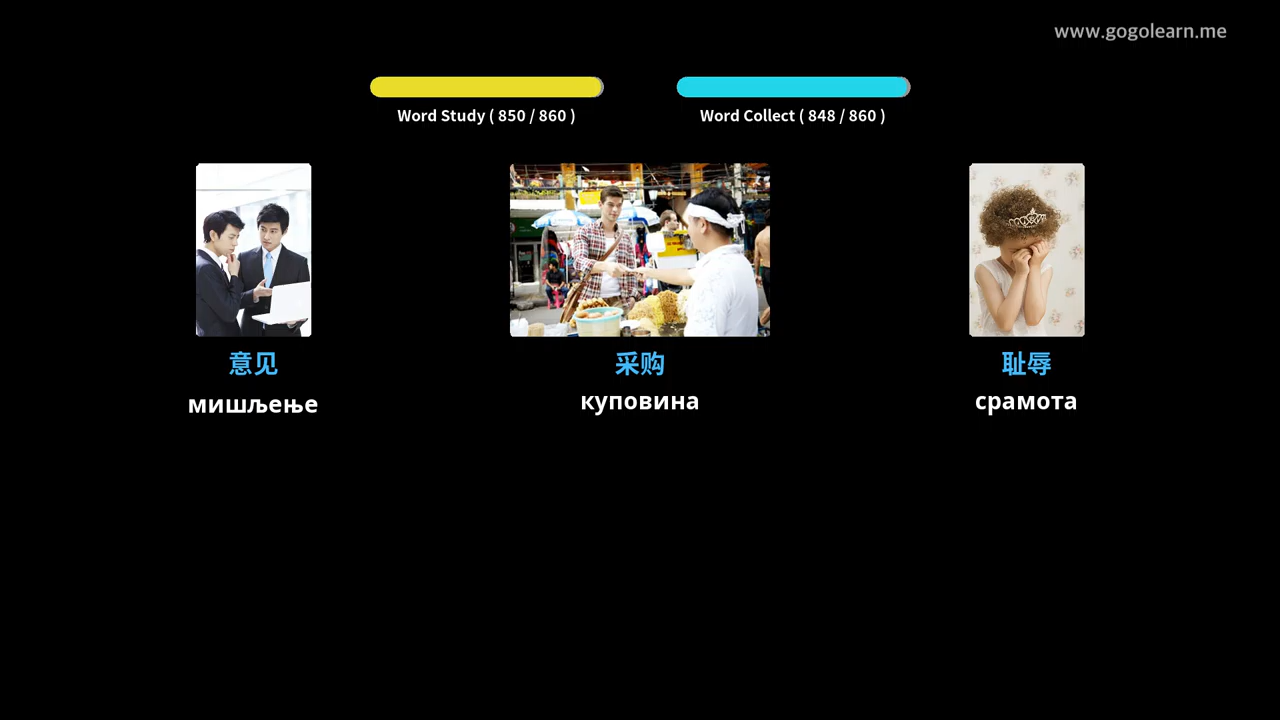 www.gogolearn.me
Word Study ( 850 / 860 )
Word Collect ( 848 / 860 )
意见
采购
耻辱
мишљење
куповина
срамота